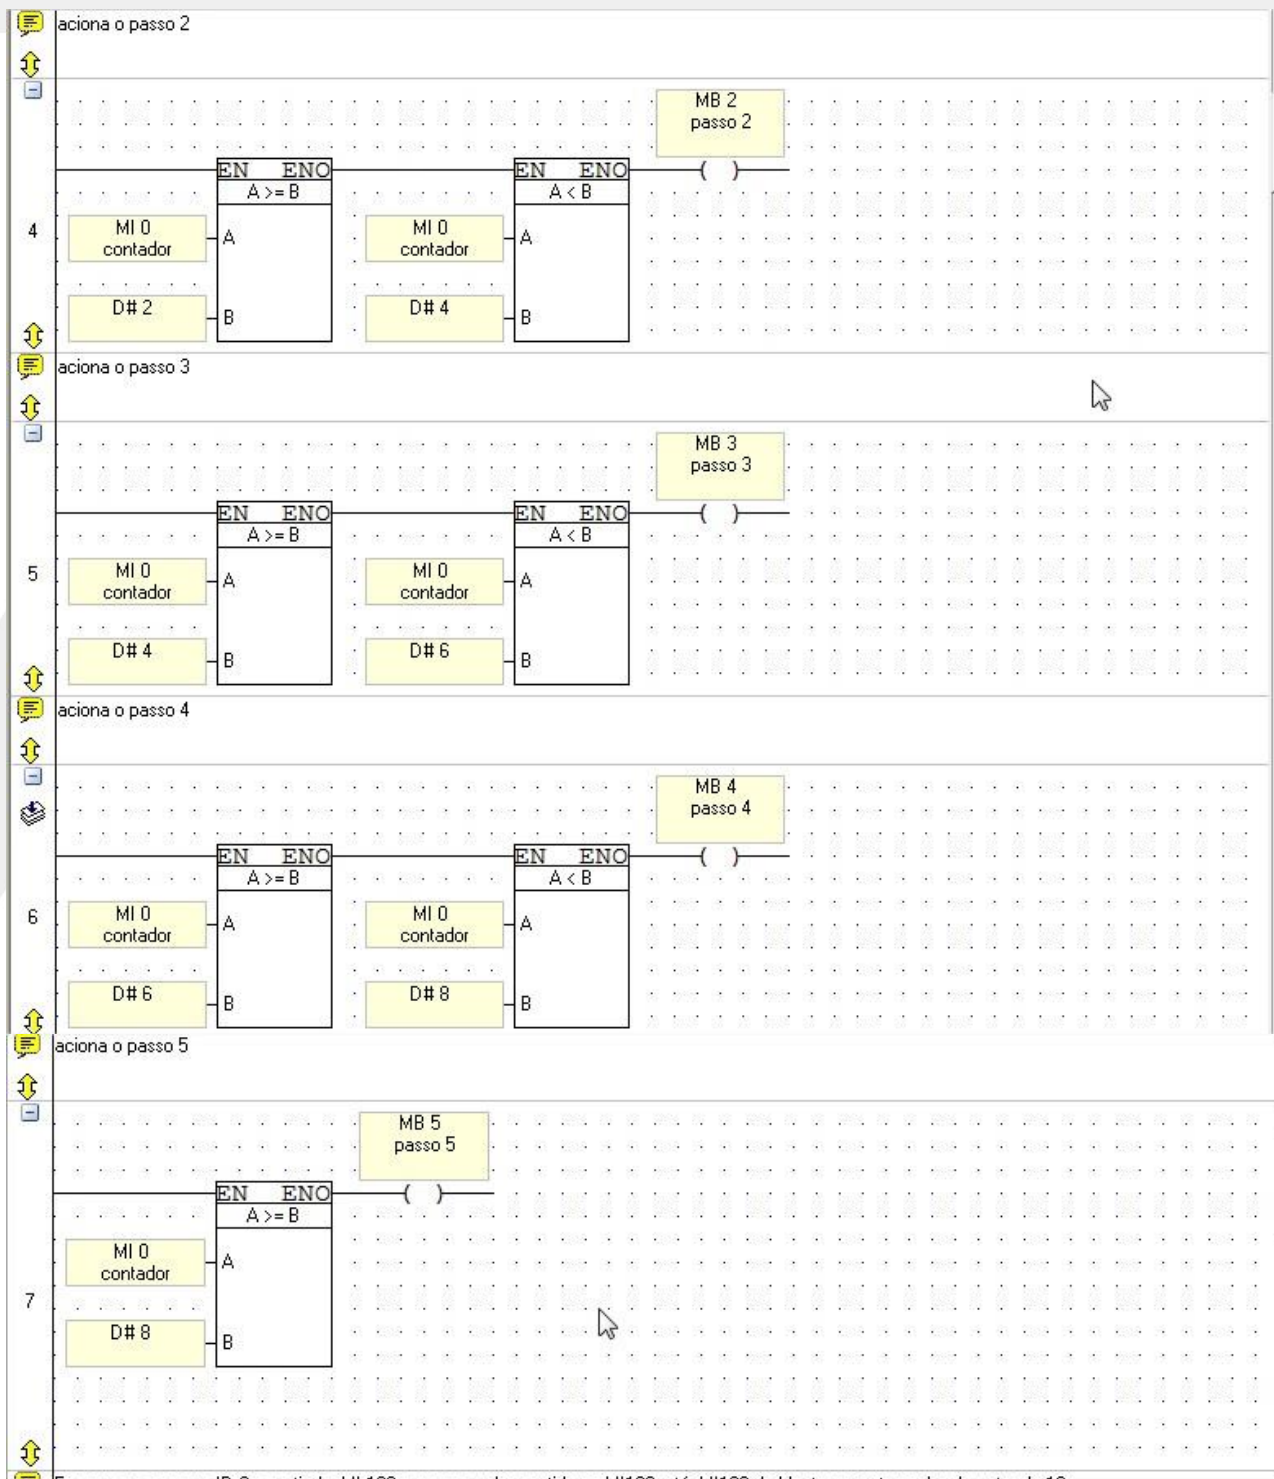 aciona o passo 2
MB 2
passo 2
EN ENO
A >= B
EN ENO
A < B
4
MI 0
contador
A
MI 0
contador
A
D# 2
B
D# 4
B
aciona o passo 3
MB 3
passo 3
EN ENO
A >= B
EN ENO
A < B
5
MI 0
contador
A
MI 0
contador
A
D# 4
B
D# 6
B
aciona o passo 4
MB 4
passo 4
EN ENO
A >= B
EN ENO
A < B
6
MI 0
contador
A
MI 0
contador
A
D# 6
B
D# 8
B
aciona o passo 5
MB 5
passo 5
EN ENO
A >= B
MI 0
contador
A
7
D# 8
B